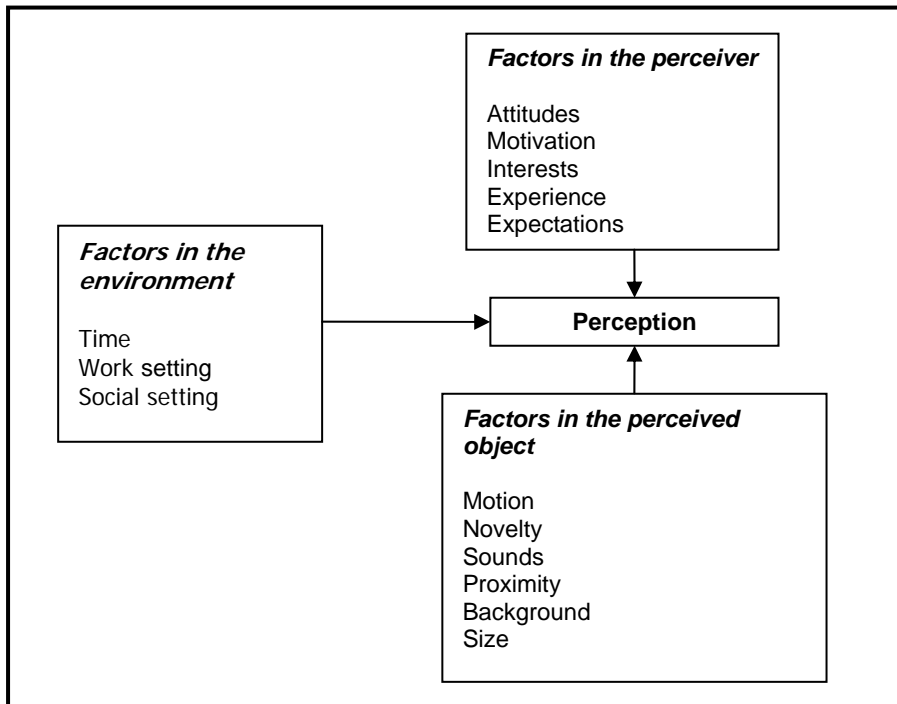 Factors in the perceiver
Attitudes
Motivation
Interests
Experience
Expectations
Factors in the
environment
Time
Work setting
Social setting
Perception
Factors in the perceived
object
Motion
Novelty
Sounds
Proximity
Background
Size